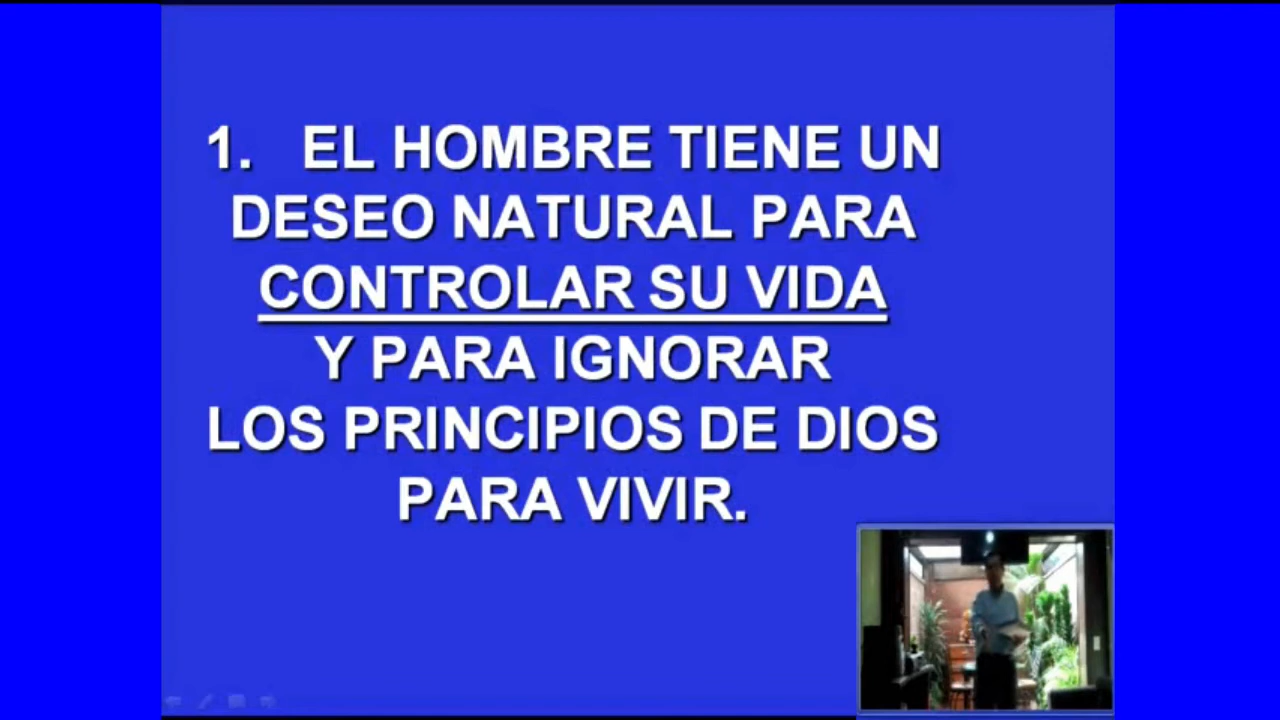 1. EL HOMBRE TIENE UN
DESEO NATURAL PARA
CONTROLAR SU VIDA
Y PARA IGNORAR
LOS PRINCIPIOS DE DIOS
PARA VIVIR.